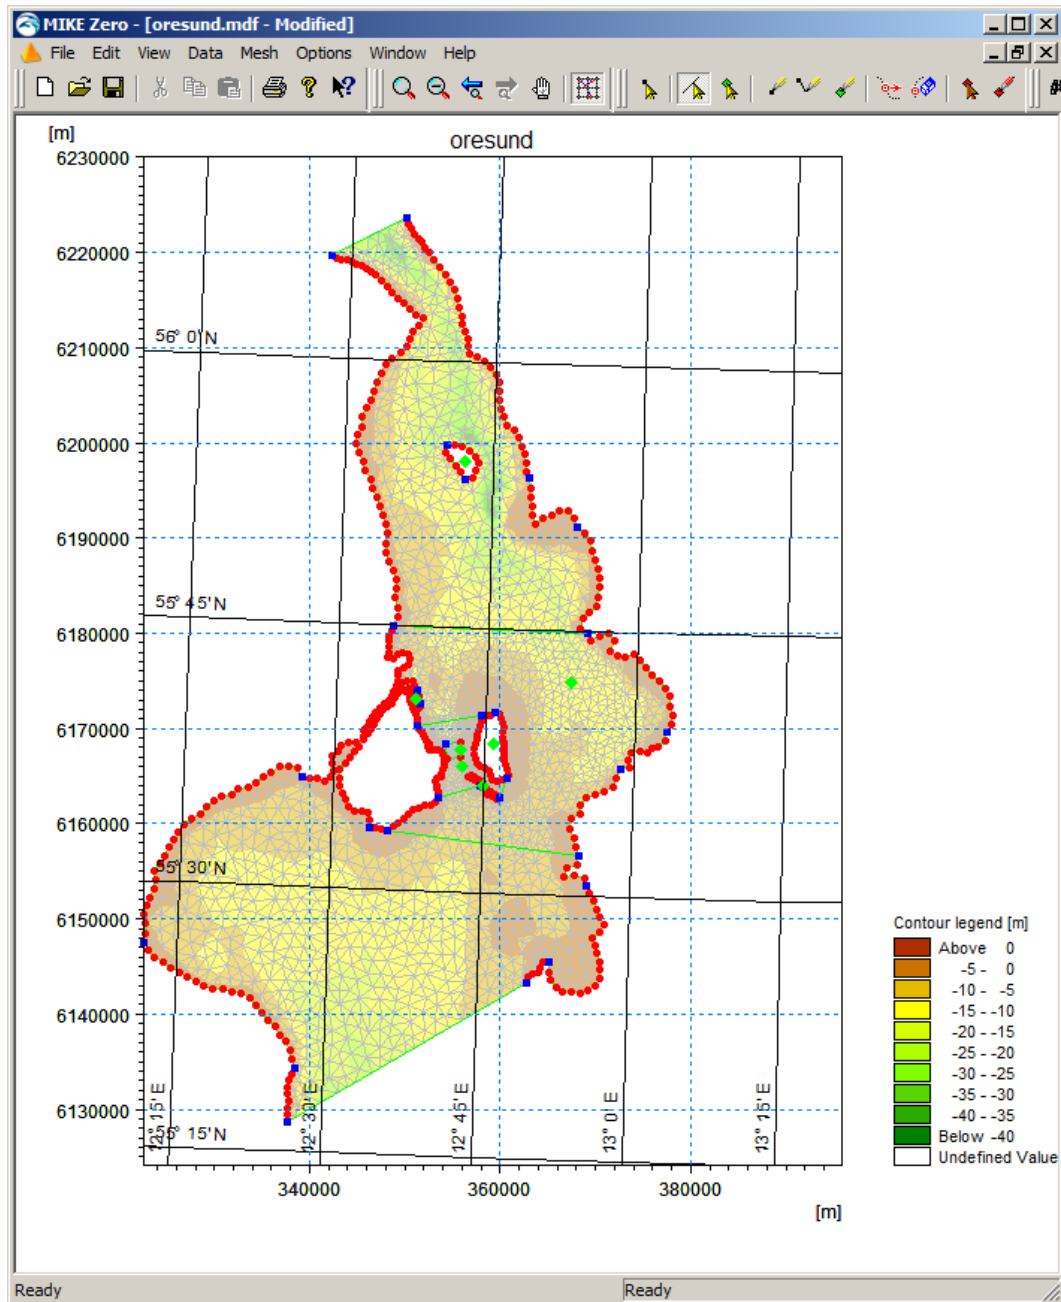 MIKE Zero - [oresund.mdf - Modified]
File Edit View Data Mesh Options Window Help
[m]
oresund
6230000
6220000
6210000
6200000
6190000
6180000
6170000
6160000
6150000
6140000
6130000
56° 0' N
55° 45' N
55° 30' N
55° 15' N
12° 15' E
12° 30' E
12° 45' E
13° 0' E
13° 15' E
340000 360000 380000
[m]
Contour legend [m]
Above 0
-5 - 0
-10 - -5
-15 - -10
-20 - -15
-25 - -20
-30 - -25
-35 - -30
-40 - -35
Below -40
Undefined Value
Ready Ready